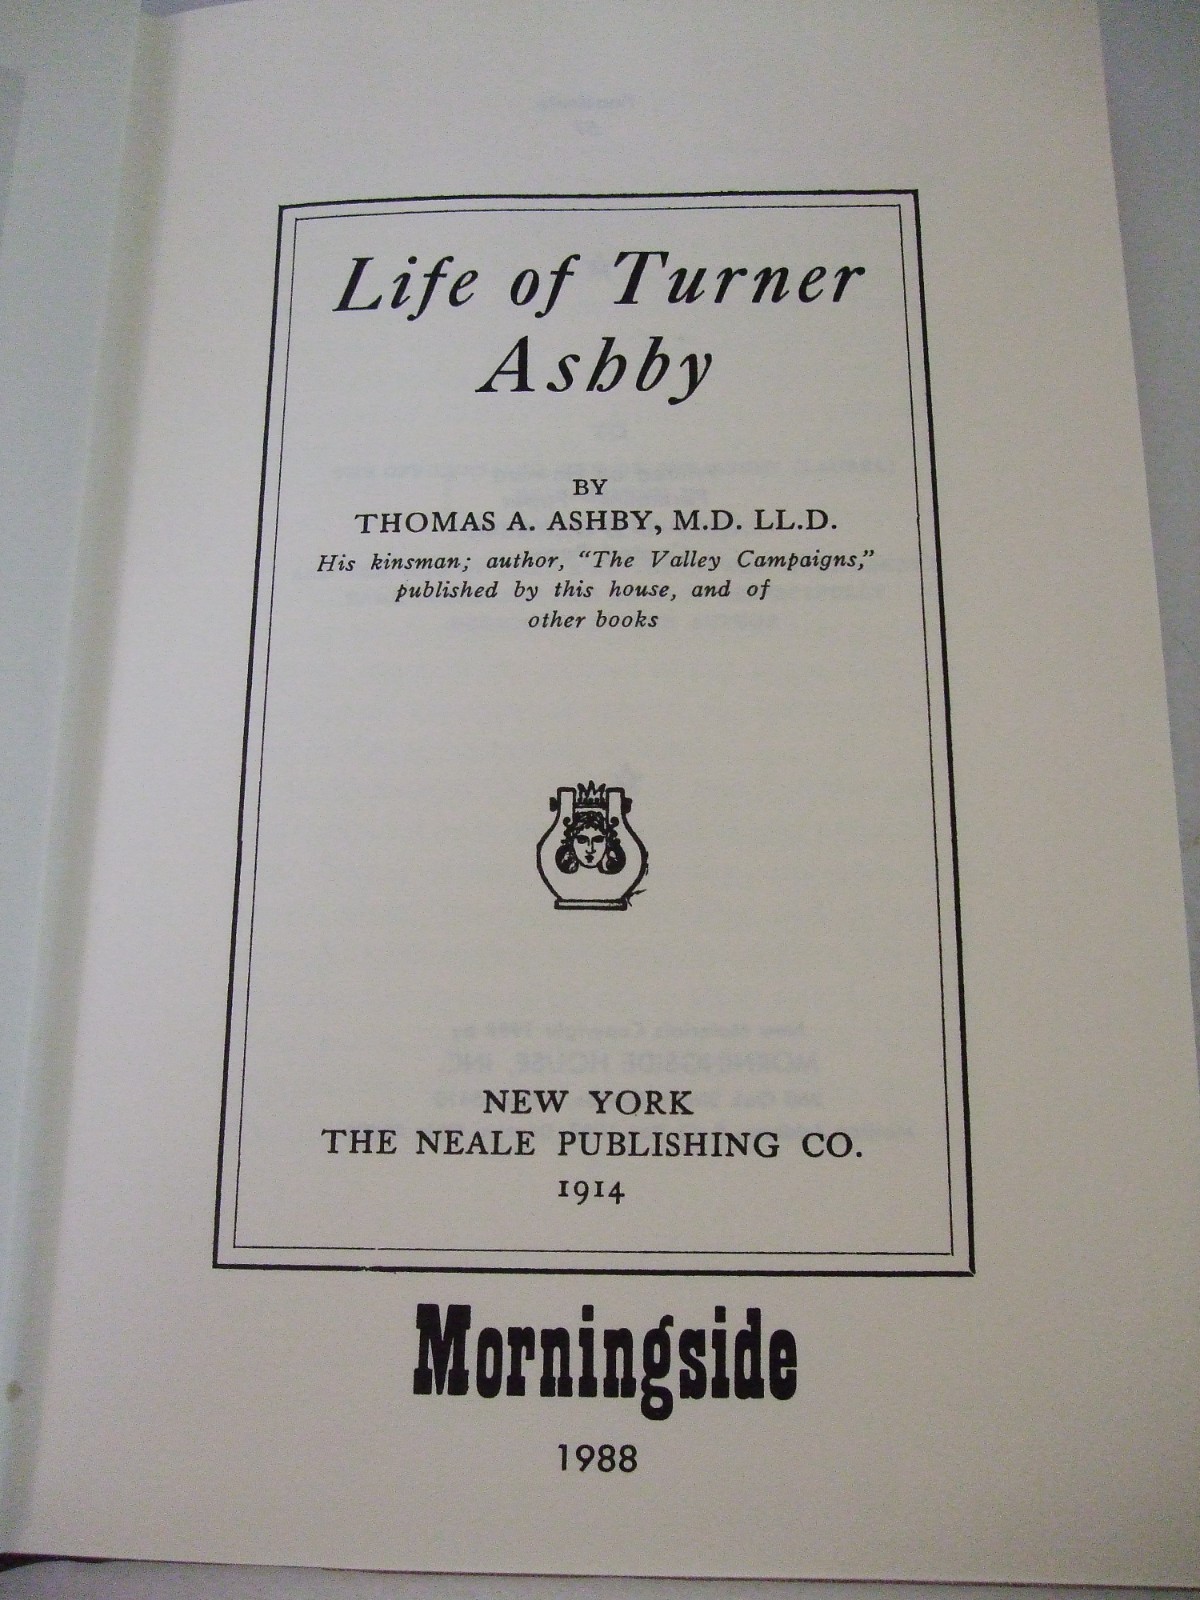 Life of Turner
Ashby
BY
THOMAS A. ASHBY, M.D. LL.D.
His kinsman; author, “The Valley Campaigns,”
published by this house, and of
other books
NEW YORK
THE NEALE PUBLISHING CO.
1914
Morningside
1988